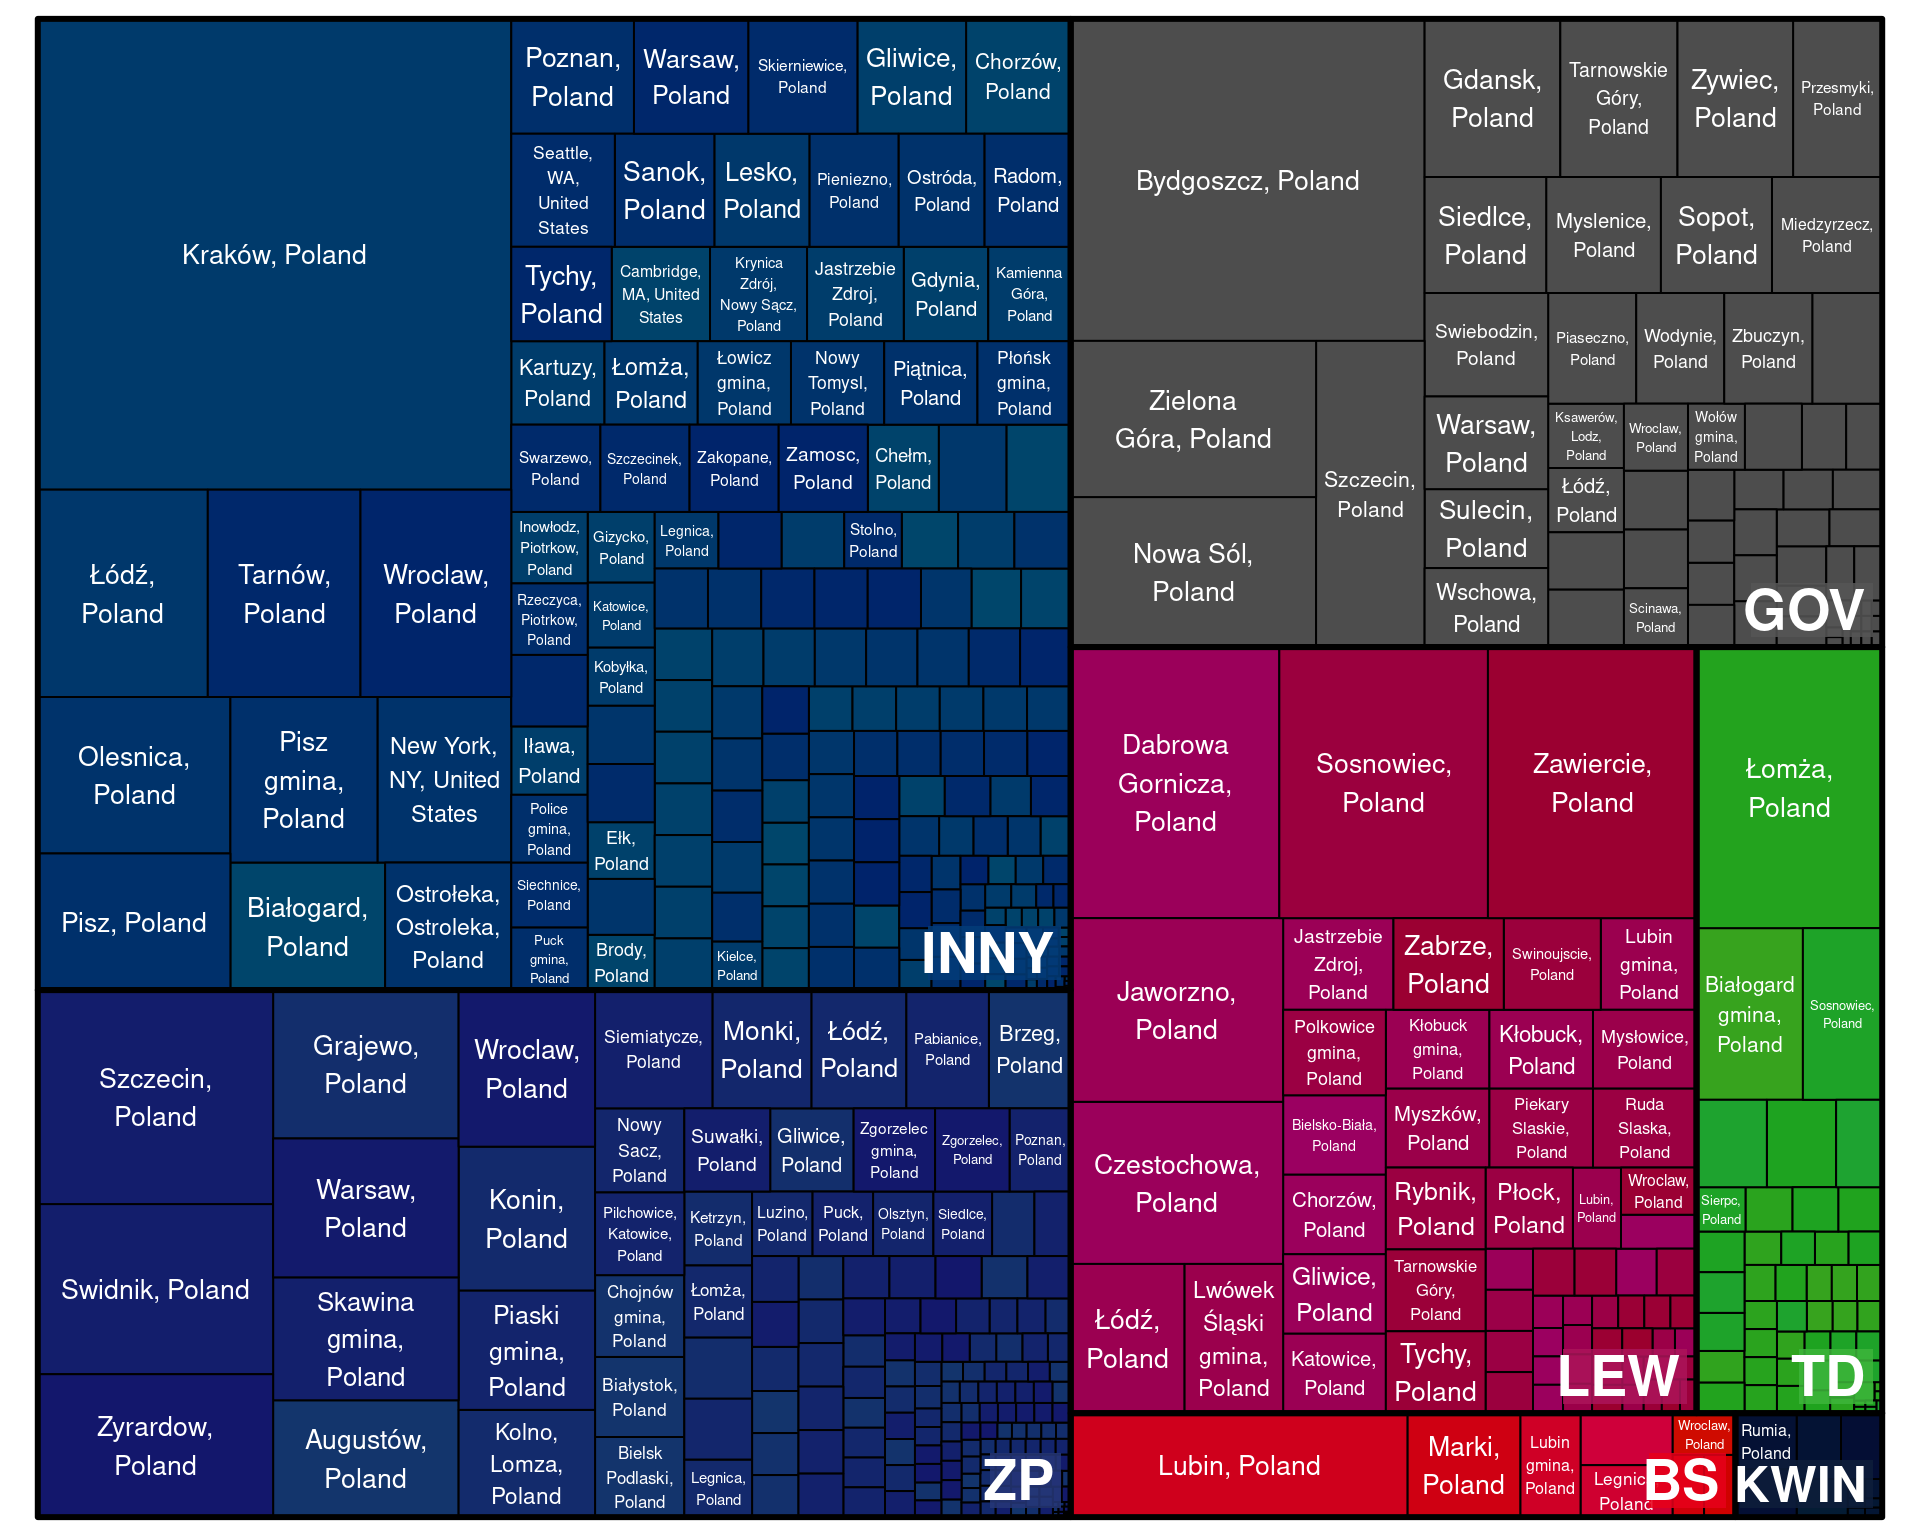 Kraków, Poland
Łódź,
Poland
Tarnów,
Poland
Wroclaw,
Poland
Olesnica,
Poland
Pisz
gmina,
Poland
New York,
NY, United
States
Pisz, Poland
Białogard,
Poland
Ostrołeka,
Ostroleka,
Poland
Poznan,
Poland
Warsaw,
Poland
Skierniewice,
Poland
Gliwice,
Poland
Chorzów,
Poland
Seattle,
WA,
United
States
Sanok,
Poland
Lesko,
Poland
Pieniezno,
Poland
Ostróda,
Poland
Radom,
Poland
Tychy,
Poland
Cambridge,
MA, United
States
Krynica
Zdrój,
Nowy Sącz,
Poland
Jastrzebie
Zdroj,
Poland
Gdynia,
Poland
Kamienna
Góra,
Poland
Kartuzy,
Poland
Łomża,
Poland
Łowicz
gmina,
Poland
Nowy
Tomysl,
Poland
Piątnica,
Poland
Płońsk
gmina,
Poland
Swarzewo,
Poland
Szczecinek,
Poland
Zakopane,
Poland
Zamosc,
Poland
Chełm,
Poland
Inowłodz,
Piotrkow,
Poland
Gizycko,
Poland
Legnica,
Poland
Stolno,
Poland
Rzeczyca,
Piotrkow,
Poland
Katowice,
Poland
Kobyłka,
Poland
Iława,
Poland
Police
gmina,
Poland
Ełk,
Poland
Siechnice,
Poland
Puck
gmina,
Poland
Brody,
Poland
Kielce,
Poland
INNY
Bydgoszcz, Poland
Zielona
Góra, Poland
Nowa Sól,
Poland
Szczecin,
Poland
Gdansk,
Poland
Tarnowskie
Góry,
Poland
Zywiec,
Poland
Przesmyki,
Poland
Siedlce,
Poland
Myslenice,
Poland
Sopot,
Poland
Miedzyrzecz,
Poland
Swiebodzin,
Poland
Piaseczno,
Poland
Wodynie,
Poland
Zbuczyn,
Poland
Warsaw,
Poland
Ksawerów,
Lodz,
Poland
Wroclaw,
Poland
Wołów
gmina,
Poland
Łódź,
Poland
Sulecin,
Poland
Wschowa,
Poland
Scinawa,
Poland
GOV
Dabrowa
Gornicza,
Poland
Sosnowiec,
Poland
Zawiercie,
Poland
Jaworzno,
Poland
Czestochowa,
Poland
Łódź,
Poland
Lwówek
Śląski
gmina,
Poland
Jastrzebie
Zdroj,
Poland
Zabrze,
Poland
Swinoujscie,
Poland
Lubin
gmina,
Poland
Polkowice
gmina,
Poland
Kłobuck
gmina,
Poland
Kłobuck,
Poland
Mysłowice,
Poland
Bielsko-Biała,
Poland
Myszków,
Poland
Piekary
Slaskie,
Poland
Ruda
Slaska,
Poland
Chorzów,
Poland
Rybnik,
Poland
Płock,
Poland
Lubin,
Poland
Wroclaw,
Poland
Gliwice,
Poland
Tarnowskie
Góry,
Poland
Katowice,
Poland
Tychy,
Poland
LEW
Łomża,
Poland
Białogard
gmina,
Poland
Sosnowiec,
Poland
Sierpc,
Poland
TD
Szczecin,
Poland
Swidnik, Poland
Zyrardow,
Poland
Grajewo,
Poland
Warsaw,
Poland
Skawina
gmina,
Poland
Augustów,
Poland
Wroclaw,
Poland
Konin,
Poland
Piaski
gmina,
Poland
Kolno,
Lomza,
Poland
Siemiatycze,
Poland
Monki,
Poland
Łódź,
Poland
Pabianice,
Poland
Brzeg,
Poland
Nowy
Sacz,
Poland
Suwałki,
Poland
Gliwice,
Poland
Zgorzelec
gmina,
Poland
Zgorzelec,
Poland
Poznan,
Poland
Pilchowice,
Katowice,
Poland
Ketrzyn,
Poland
Luzino,
Poland
Puck,
Poland
Olsztyn,
Poland
Siedlce,
Poland
Chojnów
gmina,
Poland
Łomża,
Poland
Białystok,
Poland
Bielsk
Podlaski,
Poland
Legnica,
Poland
ZP
Lubin, Poland
Marki,
Poland
Lubin
gmina,
Poland
Legnica,
Poland
Wroclaw,
Poland
BS
Rumia,
Poland
KWIN